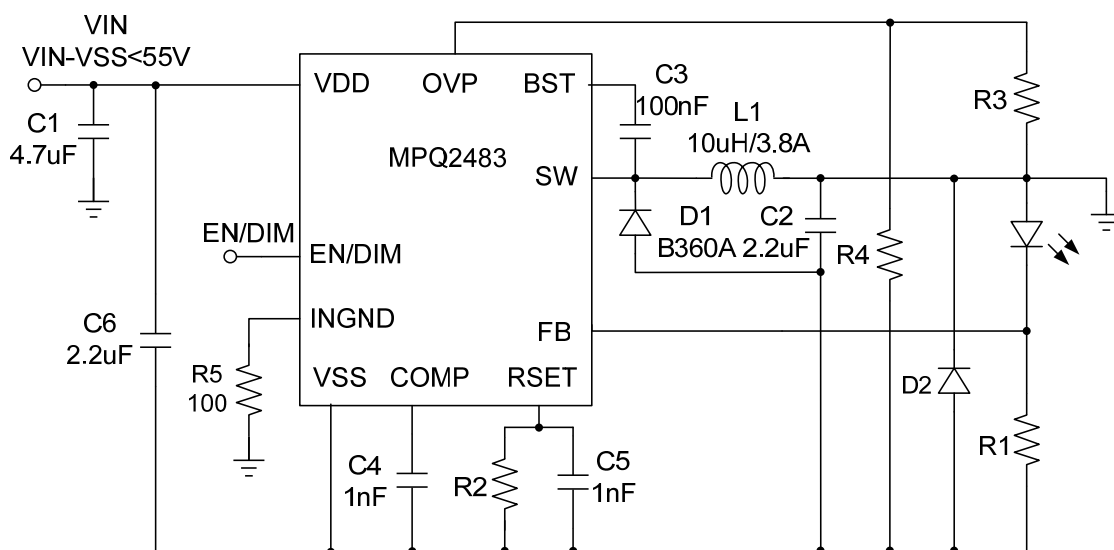 VIN
VIN-VSS<55V
C1
4.7uF
VDD
OVP
BST
C3
100nF
L1
10uH/3.8A
R3
MPQ2483
SW
EN/DIM
EN/DIM
D1
B360A
C2
2.2uF
R4
INGND
FB
C6
2.2uF
R5
100
VSS
COMP
RSET
D2
C4
1nF
R2
C5
1nF
R1